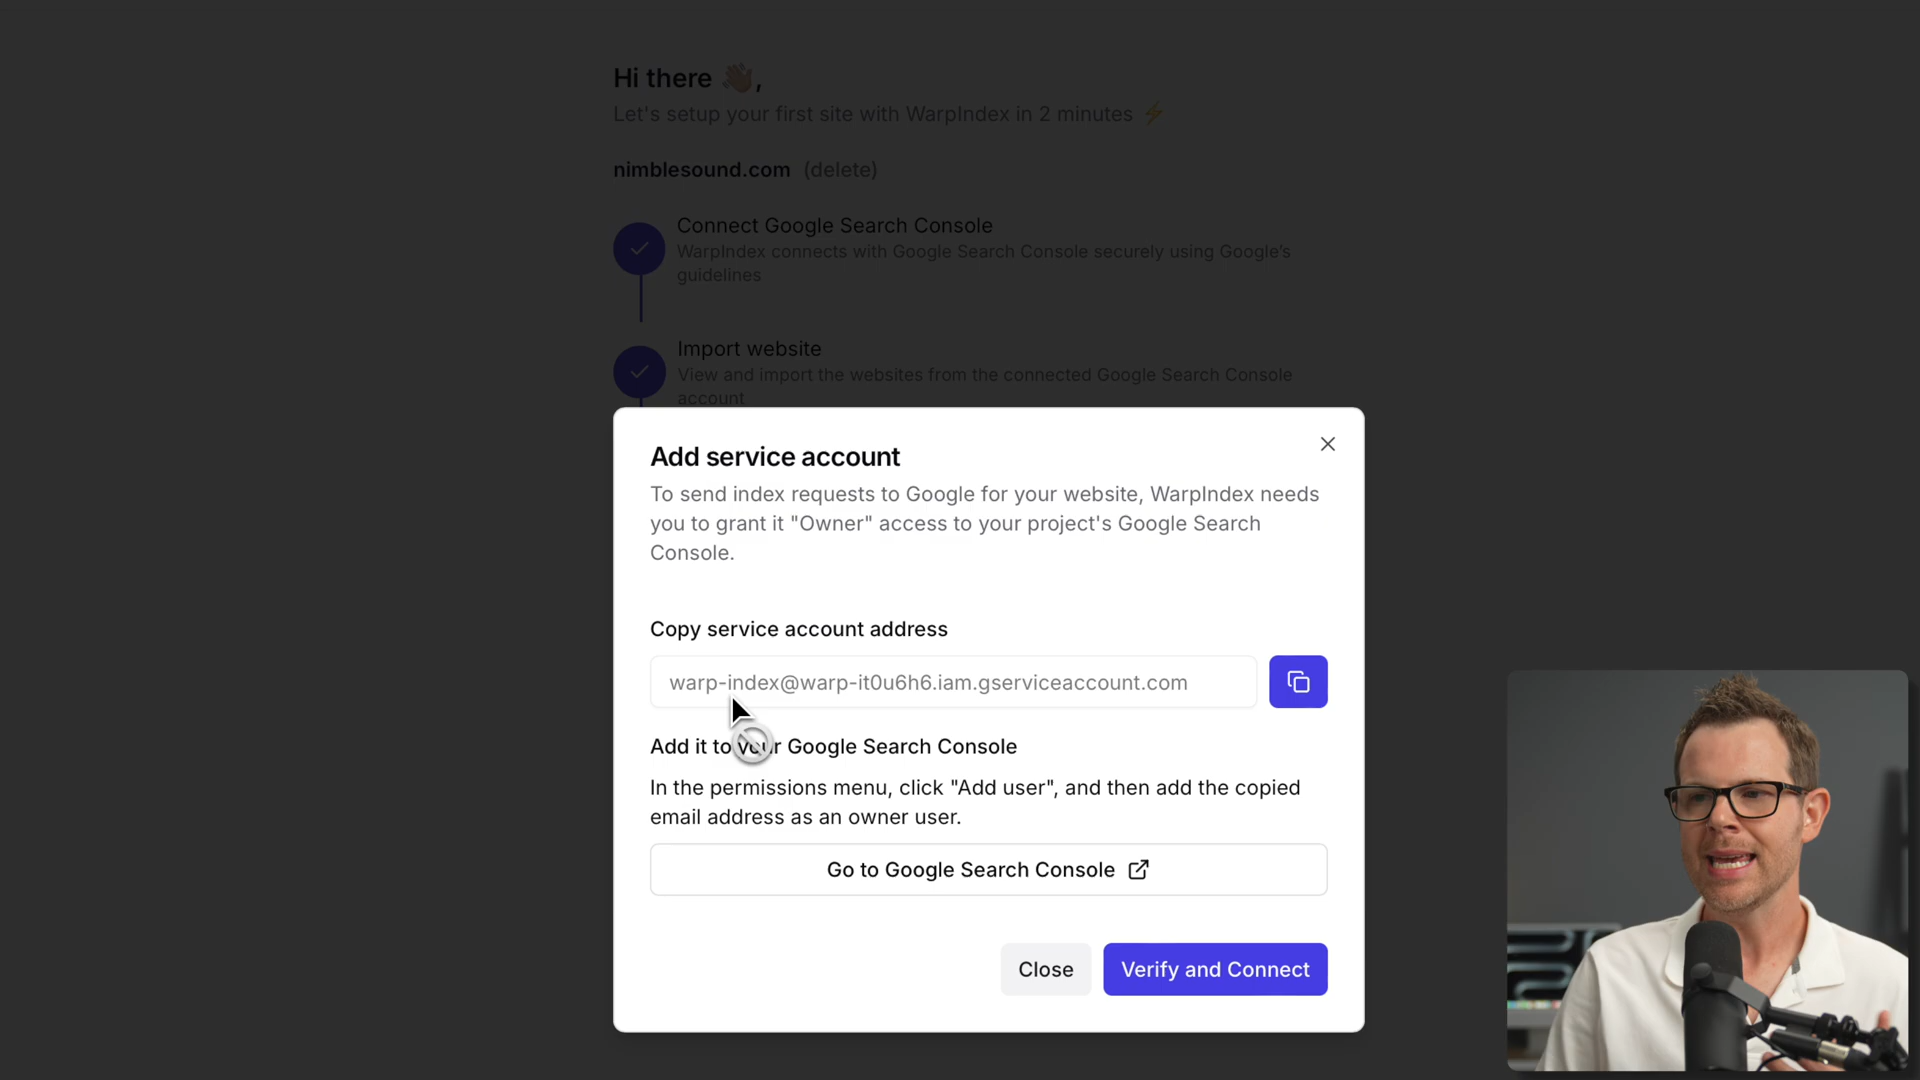 Hi there 👋🏽,
Let's setup your first site with WarpIndex in 2 minutes ⚡
nimblesound.com (delete)
Connect Google Search Console
WarpIndex connects with Google Search Console securely using Google's
guidelines
Import website
View and import the websites from the connected Google Search Console
account
Add service account
To send index requests to Google for your website, WarpIndex needs
you to grant it "Owner" access to your project's Google Search
Console.
Copy service account address
warp-index@warp-it0u6h6.iam.gserviceaccount.com
Add it to your Google Search Console
In the permissions menu, click "Add user", and then add the copied
email address as an owner user.
Go to Google Search Console
Close
Verify and Connect